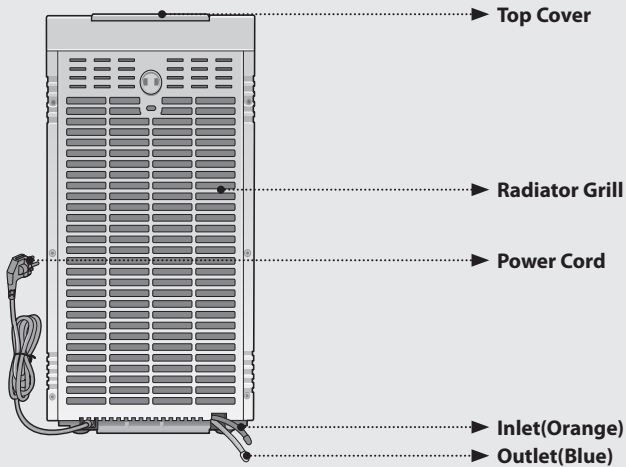 Top Cover
Radiator Grill
Power Cord
Inlet(Orange)
Outlet(Blue)